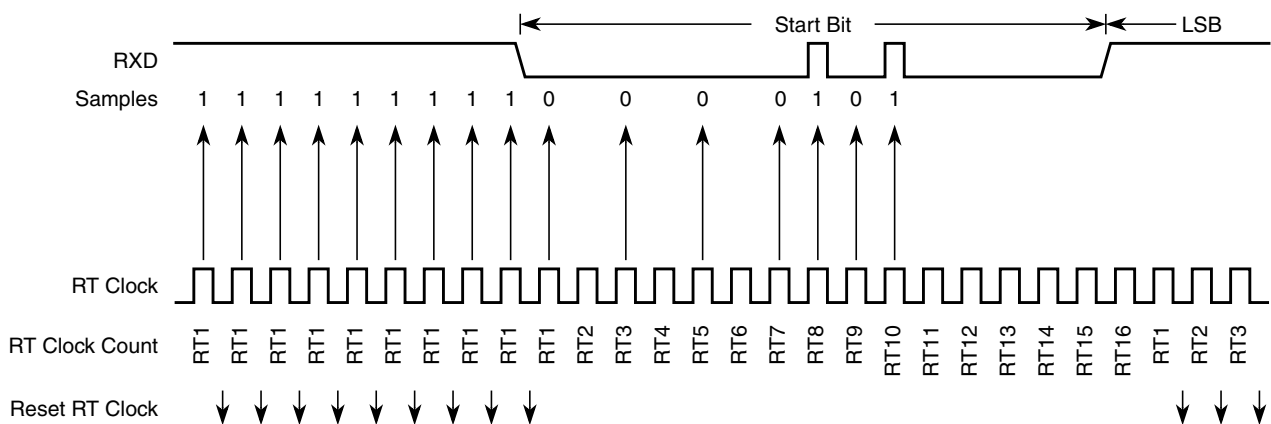 Start Bit
LSB
RXD
Samples 1 1 1 1 1 1 1 1 1 0 0 0 0 1 0 1
RT Clock
RT Clock Count RT1 RT1 RT1 RT1 RT1 RT1 RT1 RT1 RT1 RT1 RT2 RT3 RT4 RT5 RT6 RT7 RT8 RT9 RT10 RT11 RT12 RT13 RT14 RT15 RT16 RT1 RT2 RT3
Reset RT Clock